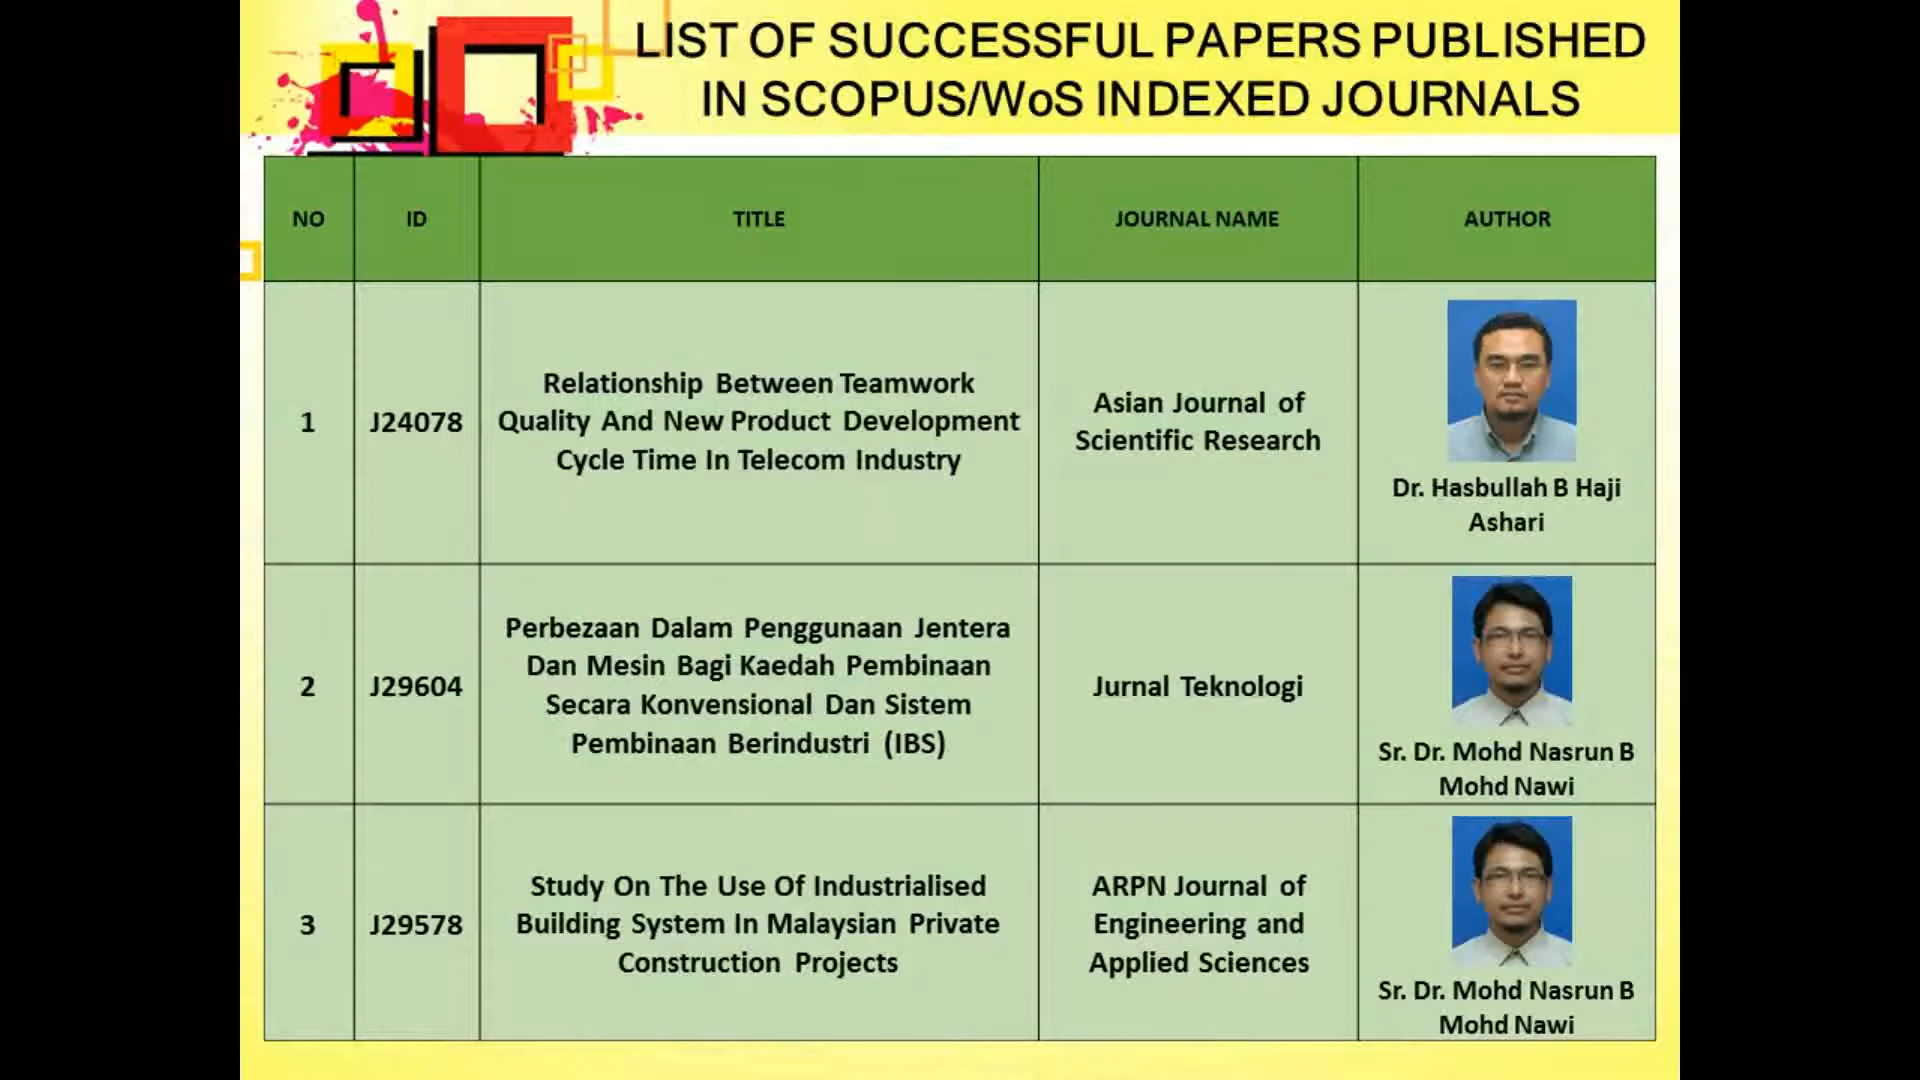 LIST OF SUCCESSFUL PAPERS PUBLISHED
IN SCOPUS/WoS INDEXED JOURNALS
NO
ID
TITLE
JOURNAL NAME
AUTHOR
1
J24078
Relationship Between Teamwork
Quality And New Product Development
Cycle Time In Telecom Industry
Asian Journal of
Scientific Research
Dr. Hasbullah B Haji
Ashari
2
J29604
Perbezaan Dalam Penggunaan Jentera
Dan Mesin Bagi Kaedah Pembinaan
Secara Konvensional Dan Sistem
Pembinaan Berindustri (IBS)
Jurnal Teknologi
Sr. Dr. Mohd Nasrun B
Mohd Nawi
3
J29578
Study On The Use Of Industrialised
Building System In Malaysian Private
Construction Projects
ARPN Journal of
Engineering and
Applied Sciences
Sr. Dr. Mohd Nasrun B
Mohd Nawi